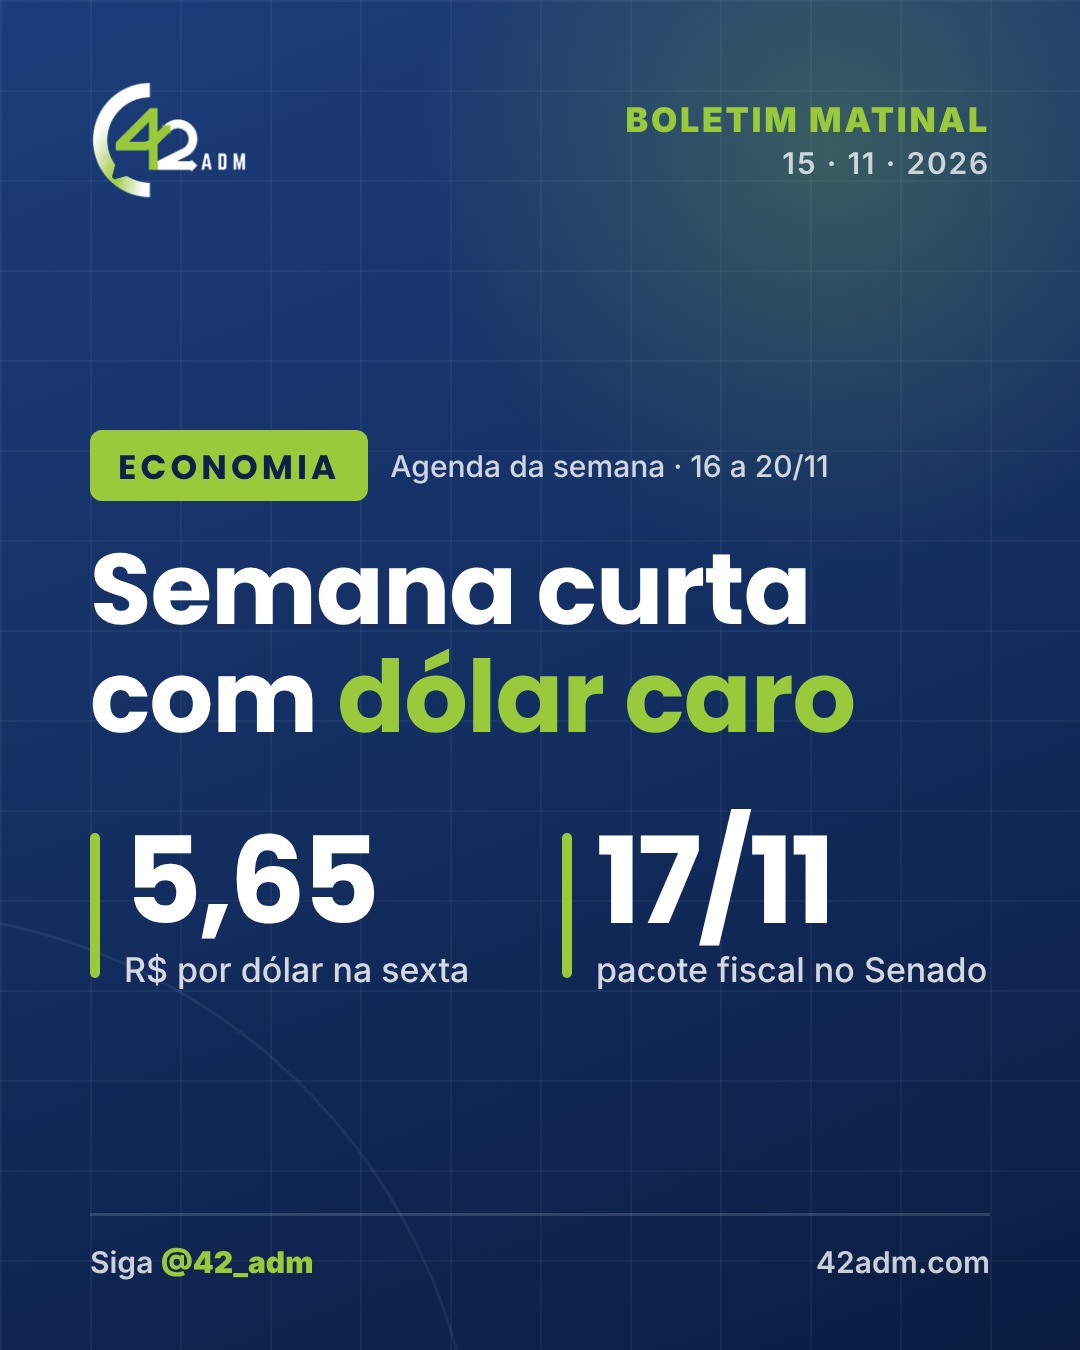 42 ADM
BOLETIM MATINAL
15 · 11 · 2026
ECONOMIA
Agenda da semana · 16 a 20/11
Semana curta
com dólar caro
5,65
R$ por dólar na sexta
17/11
pacote fiscal no Senado
Siga @42_adm
42adm.com